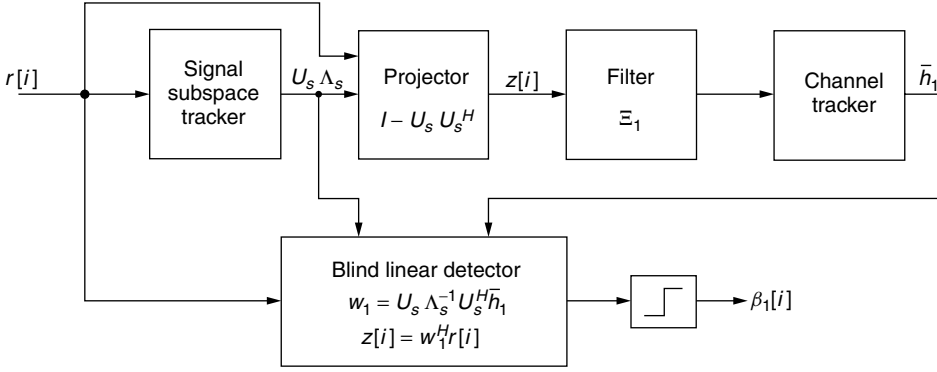 r[i]
Signal
subspace
tracker
U_s Λ_s
Projector
I – U_s U_s^H
z[i]
Filter
Ξ_1
Channel
tracker
h̄_1
Blind linear detector
w_1 = U_s Λ_s^{-1} U_s^H h̄_1
z[i] = w_1^H r[i]
β_1[i]